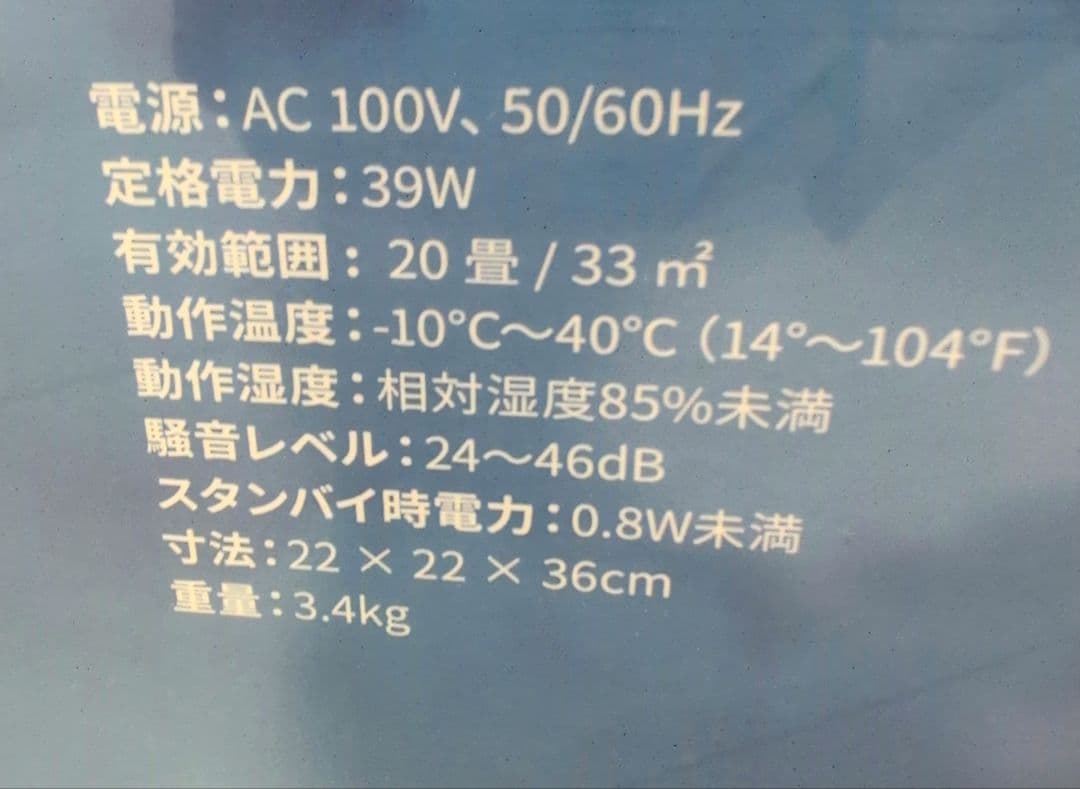 電源：AC 100V、50/60Hz
定格電力：39W
有効範囲： 20 畳 / 33 ㎡
動作温度：-10°C～40°C（14°～104°F）
動作湿度：相対湿度85%未満
騒音レベル：24～46dB
スタンバイ時電力：0.8W未満
寸法：22 × 22 × 36cm
重量：3.4kg